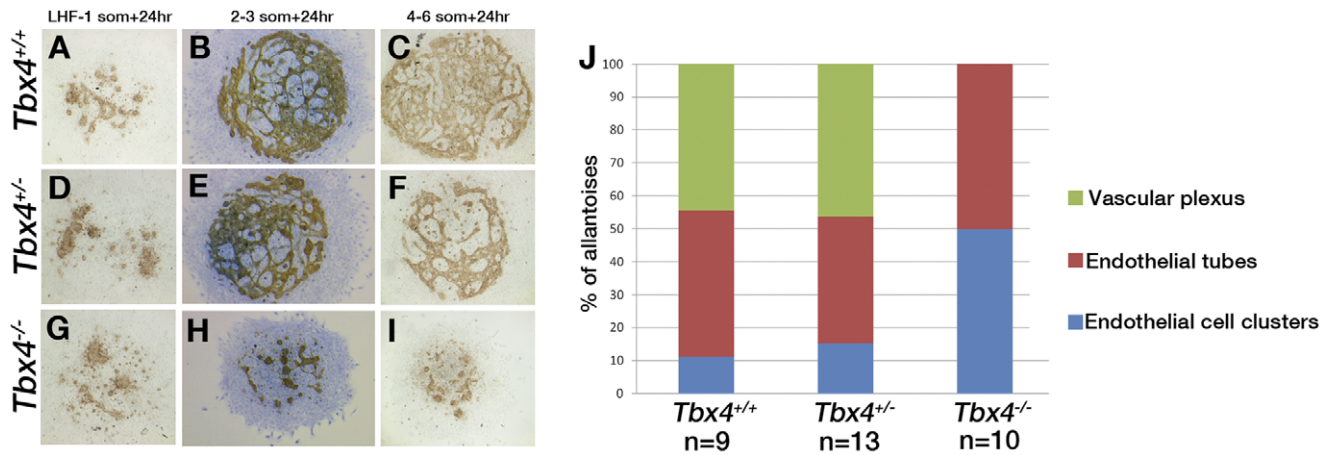 LHF-1 som+24hr 2-3 som+24hr 4-6 som+24hr
Tbx4+/+
A B C
Tbx4+/-
D E F
Tbx4-/-
G H I
J
% of allantoises
100
90
80
70
60
50
40
30
20
10
0
Tbx4+/+ Tbx4+/- Tbx4-/-
n=9 n=13 n=10
Vascular plexus
Endothelial tubes
Endothelial cell clusters